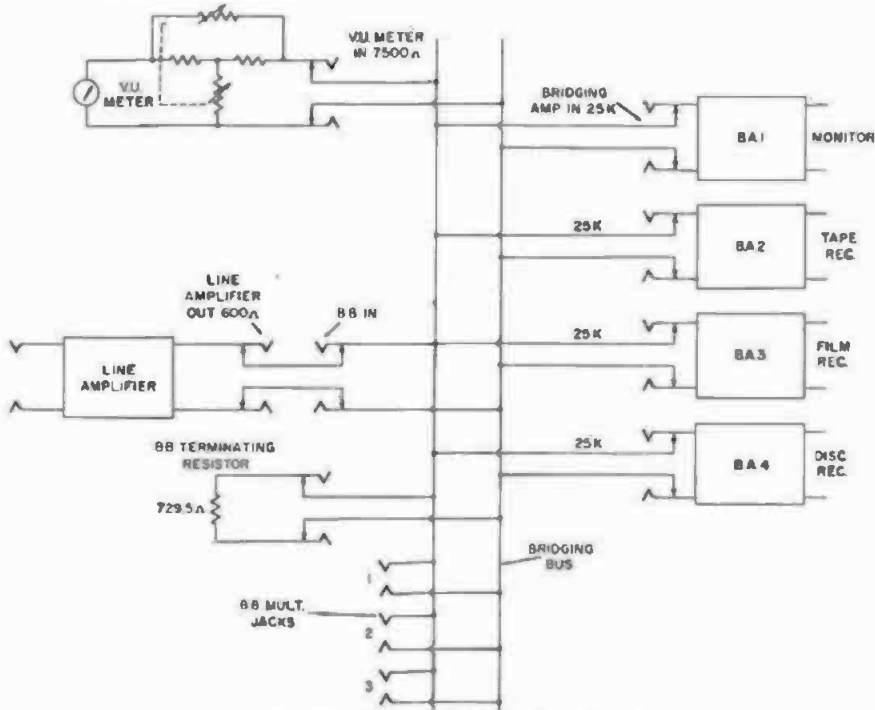 V.U. METER
IN 7500Ω
V.U.
METER
BRIDGING
AMP IN 25K
BA1
MONITOR
25K
BA2
TAPE
REC.
LINE
AMPLIFIER
OUT 600Ω
BB IN
25K
BA3
FILM
REC.
LINE
AMPLIFIER
BB TERMINATING
RESISTOR
25K
BA4
DISC
REC.
729.5Ω
BRIDGING
BUS
1
BB MULT.
JACKS
2
3